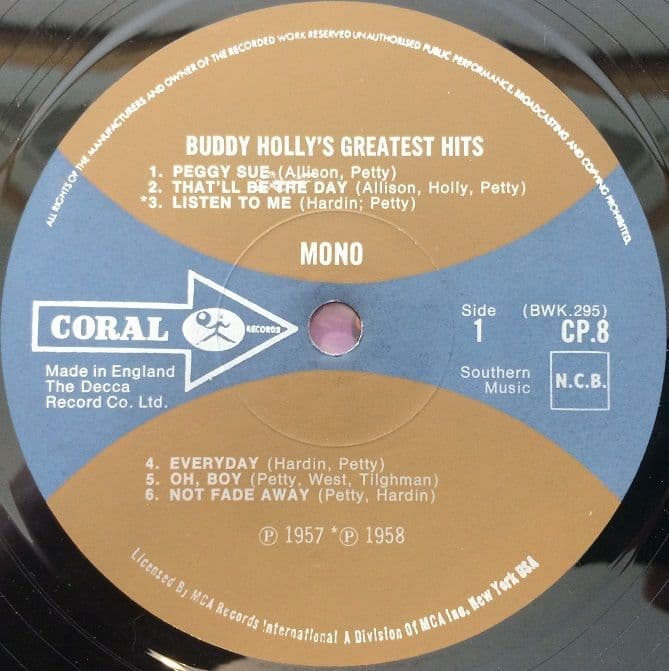 ALL RIGHTS OF THE MANUFACTURERS AND OWNER OF THE RECORDED WORK RESERVED UNAUTHORISED PUBLIC PERFORMANCE, BROADCASTING AND COPYING PROHIBITED.
BUDDY HOLLY'S GREATEST HITS
1. PEGGY SUE (Allison, Petty)
2. THAT'LL BE THE DAY (Allison, Holly, Petty)
*3. LISTEN TO ME (Hardin; Petty)
MONO
CORAL RECORDS
Made in England
The Decca
Record Co. Ltd.
Side (BWK.295)
1 CP.8
Southern
Music
N.C.B.
4. EVERYDAY (Hardin, Petty)
5. OH, BOY (Petty, West, Tilghman)
6. NOT FADE AWAY (Petty, Hardin)
℗ 1957 *℗ 1958
Licensed By MCA Records International A Division Of MCA Inc. New York USA